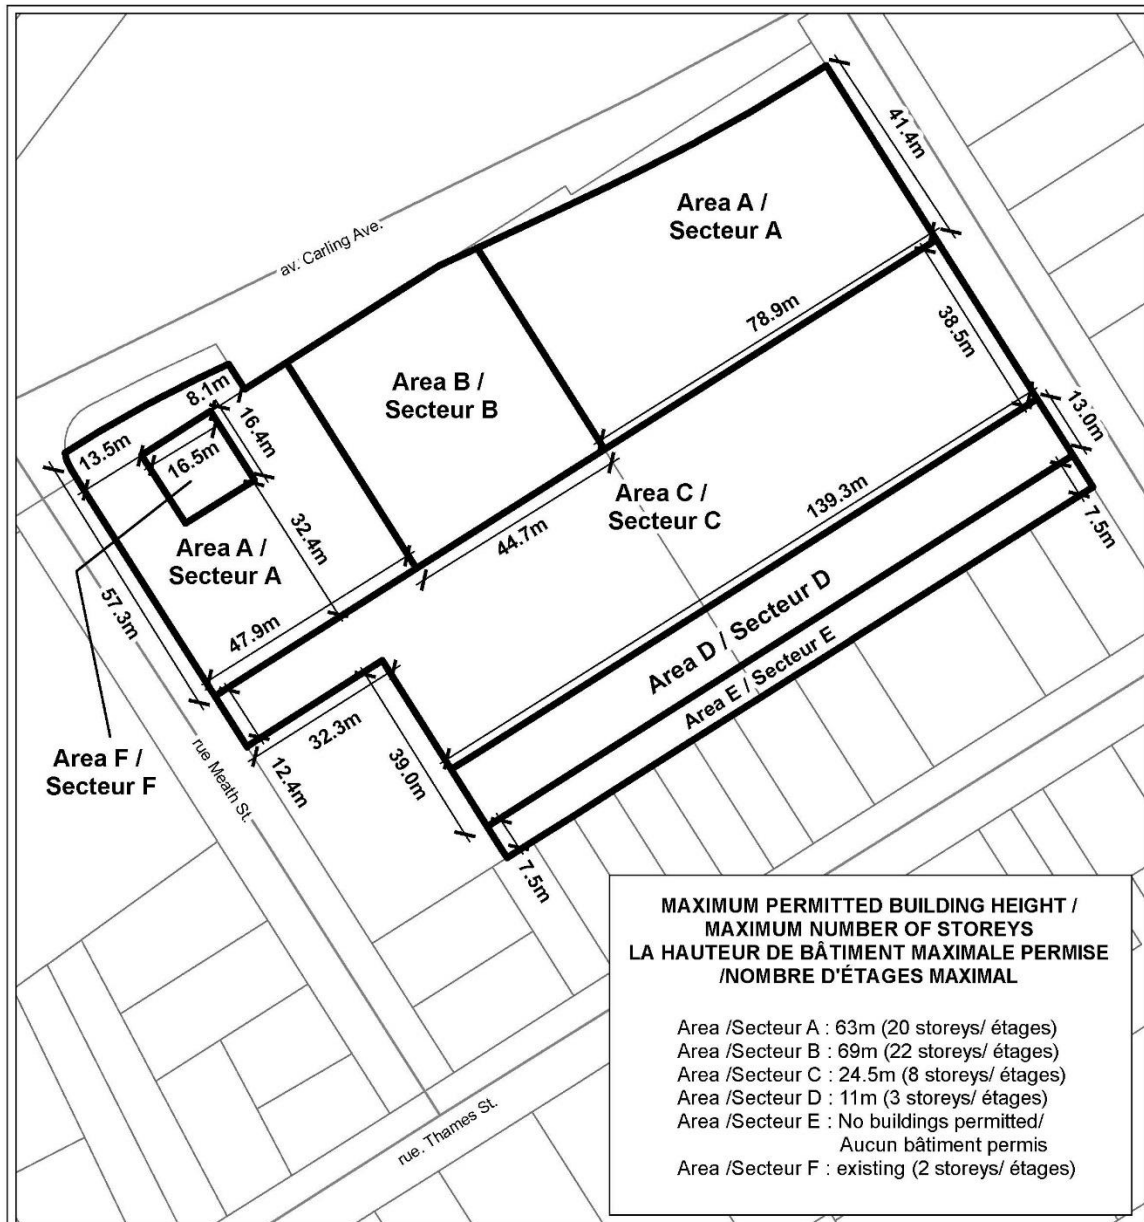 41.4m
Area A /
Secteur A
av. Carling Ave.
78.9m
38.5m
Area B /
Secteur B
8.1m
16.4m
13.5m
16.5m
13.0m
Area C /
Secteur C
139.3m
7.5m
44.7m
32.4m
Area A /
Secteur A
57.3m
47.9m
Area D / Secteur D
Area E / Secteur E
32.3m
39.0m
12.4m
Area F /
Secteur F
rue Meath St.
7.5m
rue. Thames St.
MAXIMUM PERMITTED BUILDING HEIGHT /
MAXIMUM NUMBER OF STOREYS
LA HAUTEUR DE BÂTIMENT MAXIMALE PERMISE
/NOMBRE D'ÉTAGES MAXIMAL
Area /Secteur A : 63m (20 storeys/ étages)
Area /Secteur B : 69m (22 storeys/ étages)
Area /Secteur C : 24.5m (8 storeys/ étages)
Area /Secteur D : 11m (3 storeys/ étages)
Area /Secteur E : No buildings permitted/
Aucun bâtiment permis
Area /Secteur F : existing (2 storeys/ étages)